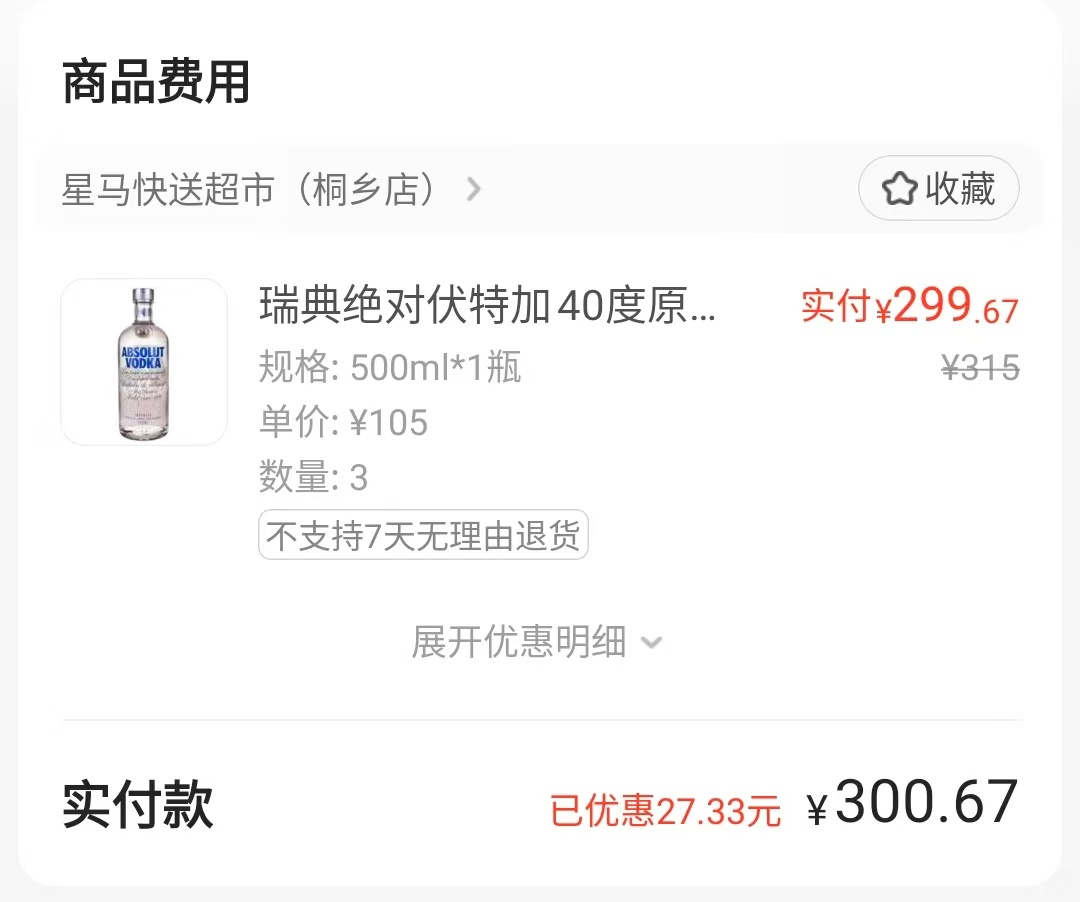 商品费用
星马快送超市（桐乡店）
收藏
瑞典绝对伏特加40度原...
实付¥299.67
规格: 500ml*1瓶
¥315
单价: ¥105
数量: 3
不支持7天无理由退货
ABSOLUT
VODKA
展开优惠明细
实付款
已优惠27.33元 ¥300.67